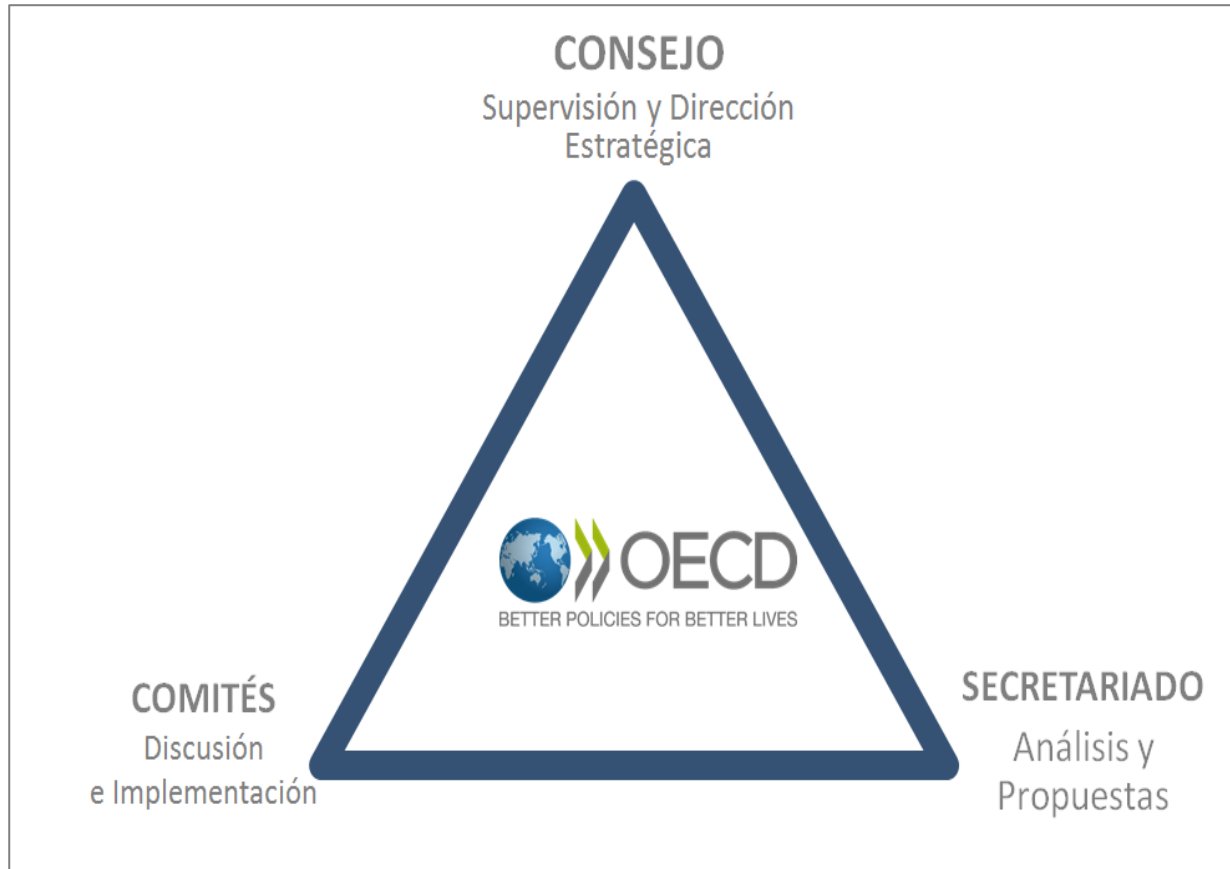 CONSEJO
Supervisión y Dirección
Estratégica
OECD
BETTER POLICIES FOR BETTER LIVES
COMITÉS
Discusión
e Implementación
SECRETARIADO
Análisis y
Propuestas